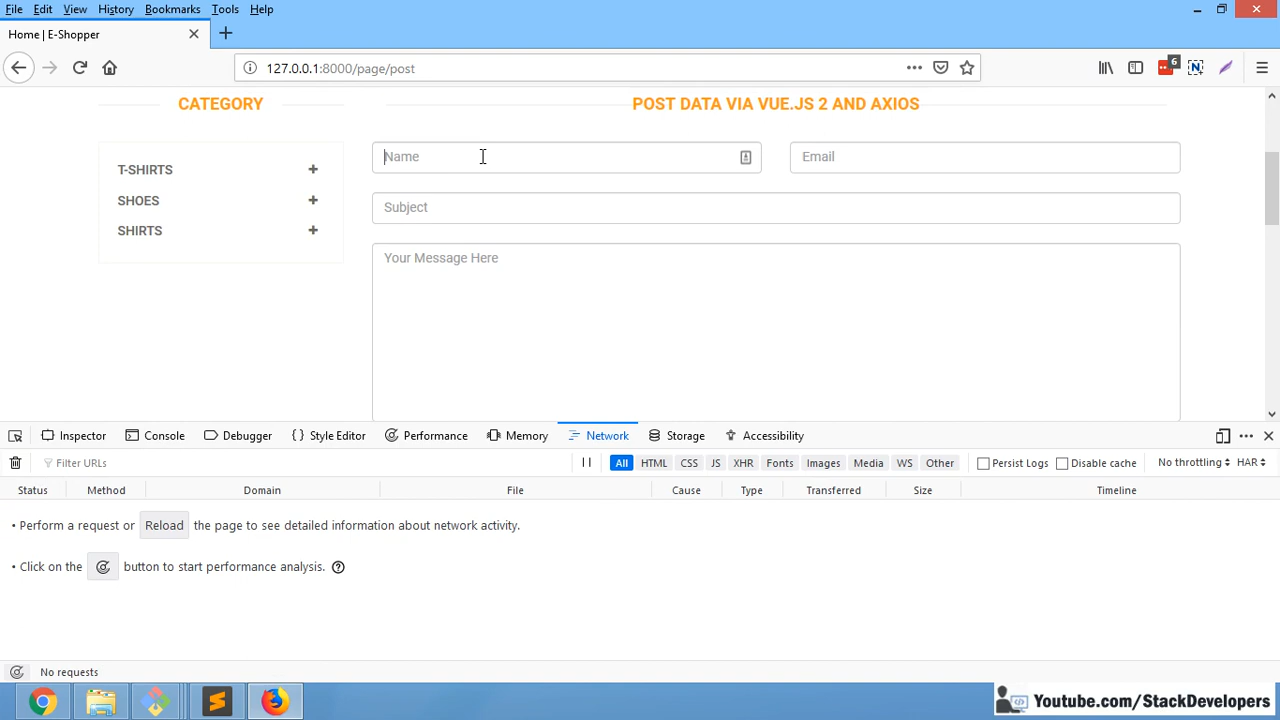 File Edit View History Bookmarks Tools Help
Home | E-Shopper
127.0.0.1:8000/page/post
6
CATEGORY
POST DATA VIA VUE.JS 2 AND AXIOS
T-SHIRTS
SHOES
SHIRTS
Name
Email
Subject
Your Message Here
Inspector Console Debugger Style Editor Performance Memory Network Storage Accessibility
Filter URLs
All HTML CSS JS XHR Fonts Images Media WS Other Persist Logs Disable cache No throttling HAR
Status Method Domain File Cause Type Transferred Size Timeline
• Perform a request or Reload the page to see detailed information about network activity.
• Click on the button to start performance analysis.
No requests
Youtube.com/StackDevelopers